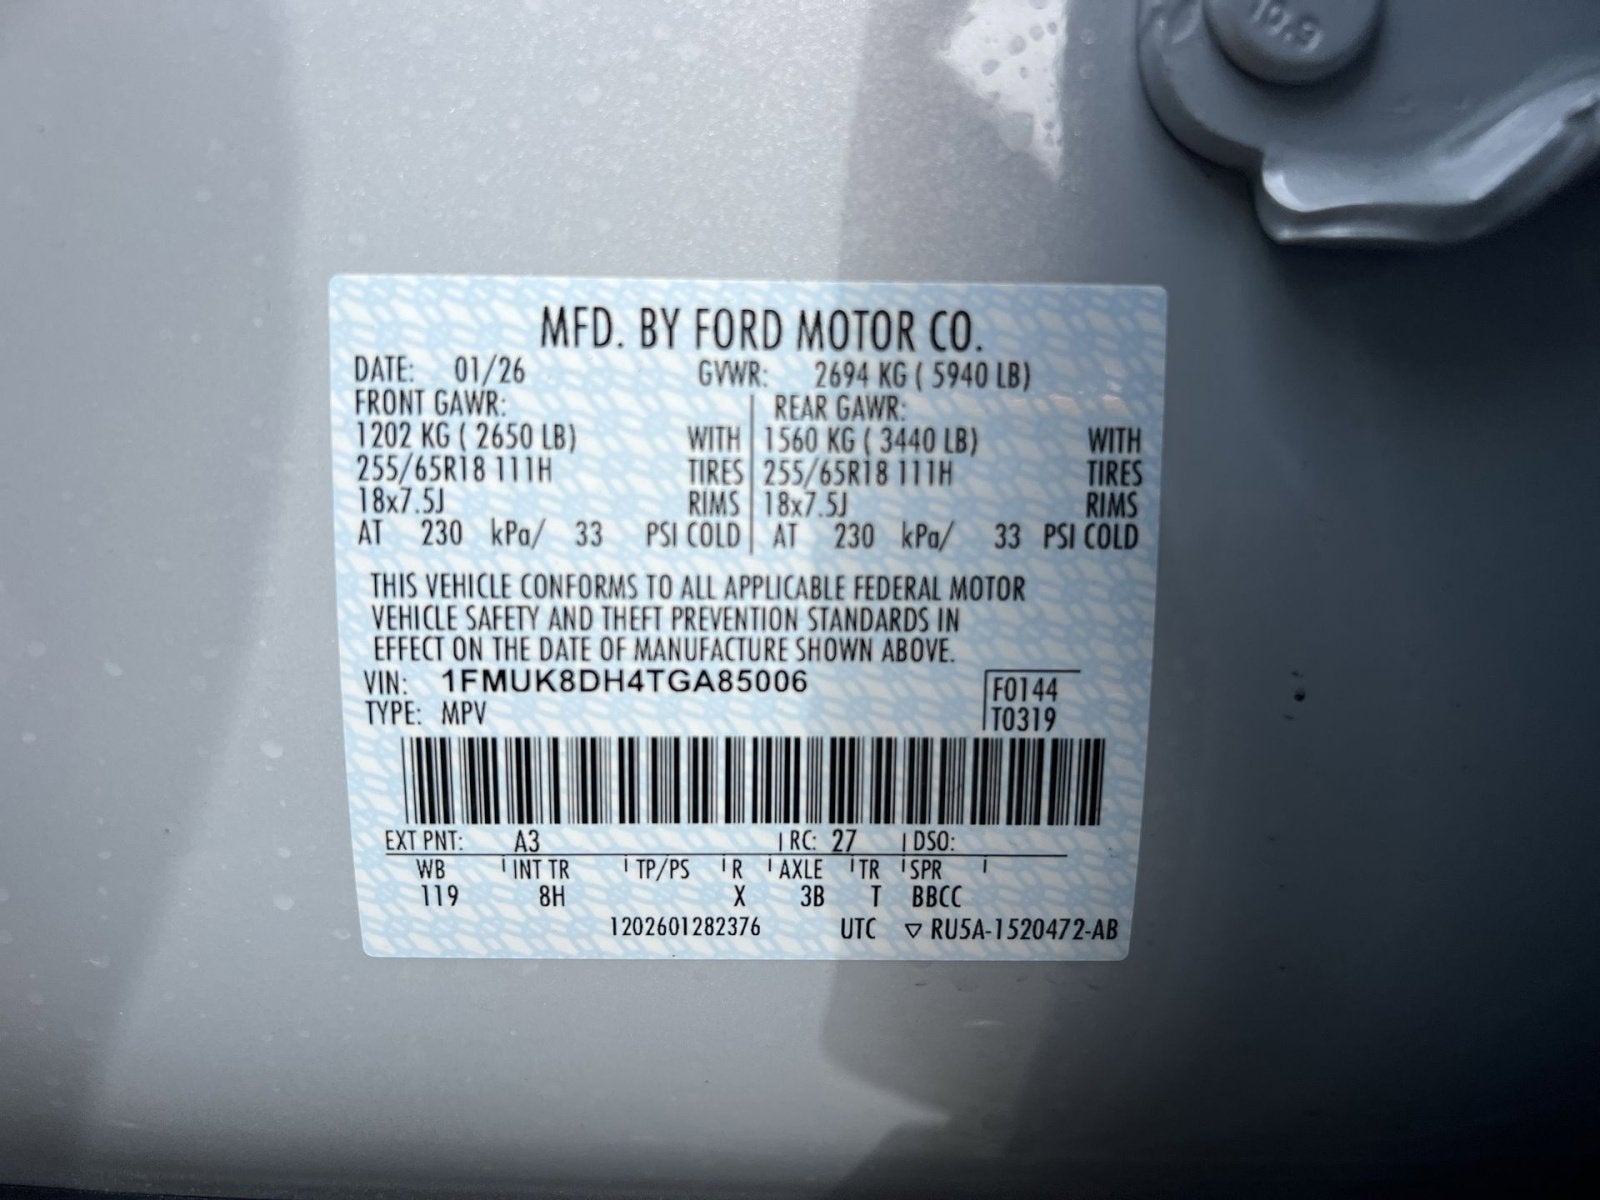 10.9
MFD. BY FORD MOTOR CO.
DATE: 01/26 GVWR: 2694 KG ( 5940 LB)
FRONT GAWR: REAR GAWR:
1202 KG ( 2650 LB) WITH 1560 KG ( 3440 LB) WITH
255/65R18 111H TIRES 255/65R18 111H TIRES
18x7.5J RIMS 18x7.5J RIMS
AT 230 kPa/ 33 PSI COLD AT 230 kPa/ 33 PSI COLD
THIS VEHICLE CONFORMS TO ALL APPLICABLE FEDERAL MOTOR
VEHICLE SAFETY AND THEFT PREVENTION STANDARDS IN
EFFECT ON THE DATE OF MANUFACTURE SHOWN ABOVE.
VIN: 1FMUK8DH4TGA85006 F0144
TYPE: MPV T0319
EXT PNT: A3 RC: 27 DSO:
WB INT TR TP/PS R AXLE TR SPR
119 8H X 3B T BBCC
1202601282376 UTC ▽ RU5A-1520472-AB